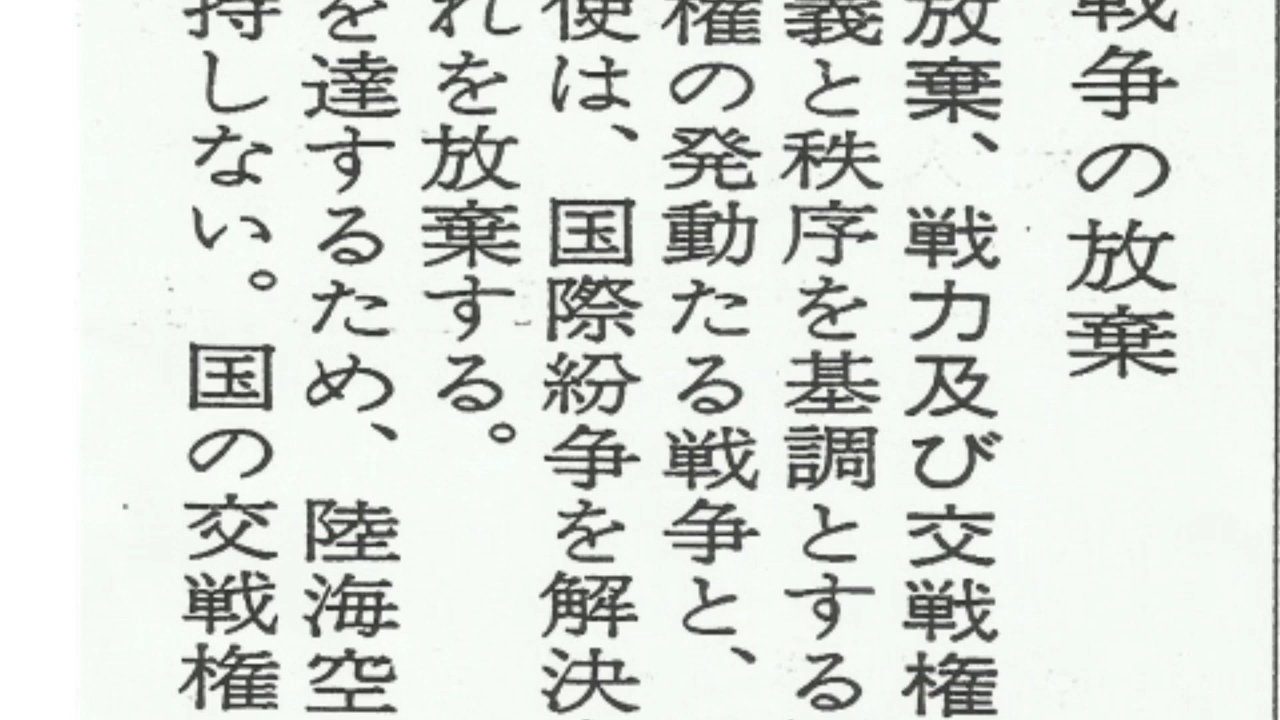 戦争の放棄
放棄、戦力及び交戦権
義と秩序を基調とする
権の発動たる戦争と、
使は、国際紛争を解決
れを放棄する。
を達するため、陸海空
持しない。国の交戦権